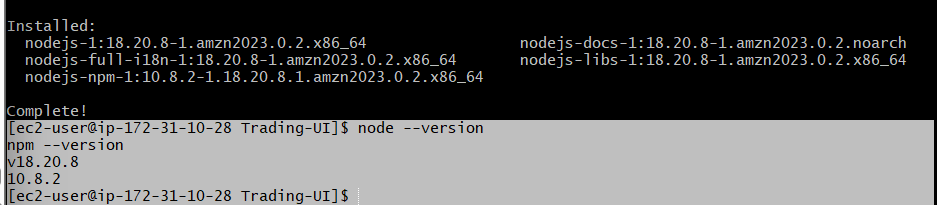 Installed:
nodejs-1:18.20.8-1.amzn2023.0.2.x86_64 nodejs-docs-1:18.20.8-1.amzn2023.0.2.noarch
nodejs-full-i18n-1:18.20.8-1.amzn2023.0.2.x86_64 nodejs-libs-1:18.20.8-1.amzn2023.0.2.x86_64
nodejs-npm-1:10.8.2-1.18.20.8.1.amzn2023.0.2.x86_64
Complete!
[ec2-user@ip-172-31-10-28 Trading-UI]$ node --version
npm --version
v18.20.8
10.8.2
[ec2-user@ip-172-31-10-28 Trading-UI]$